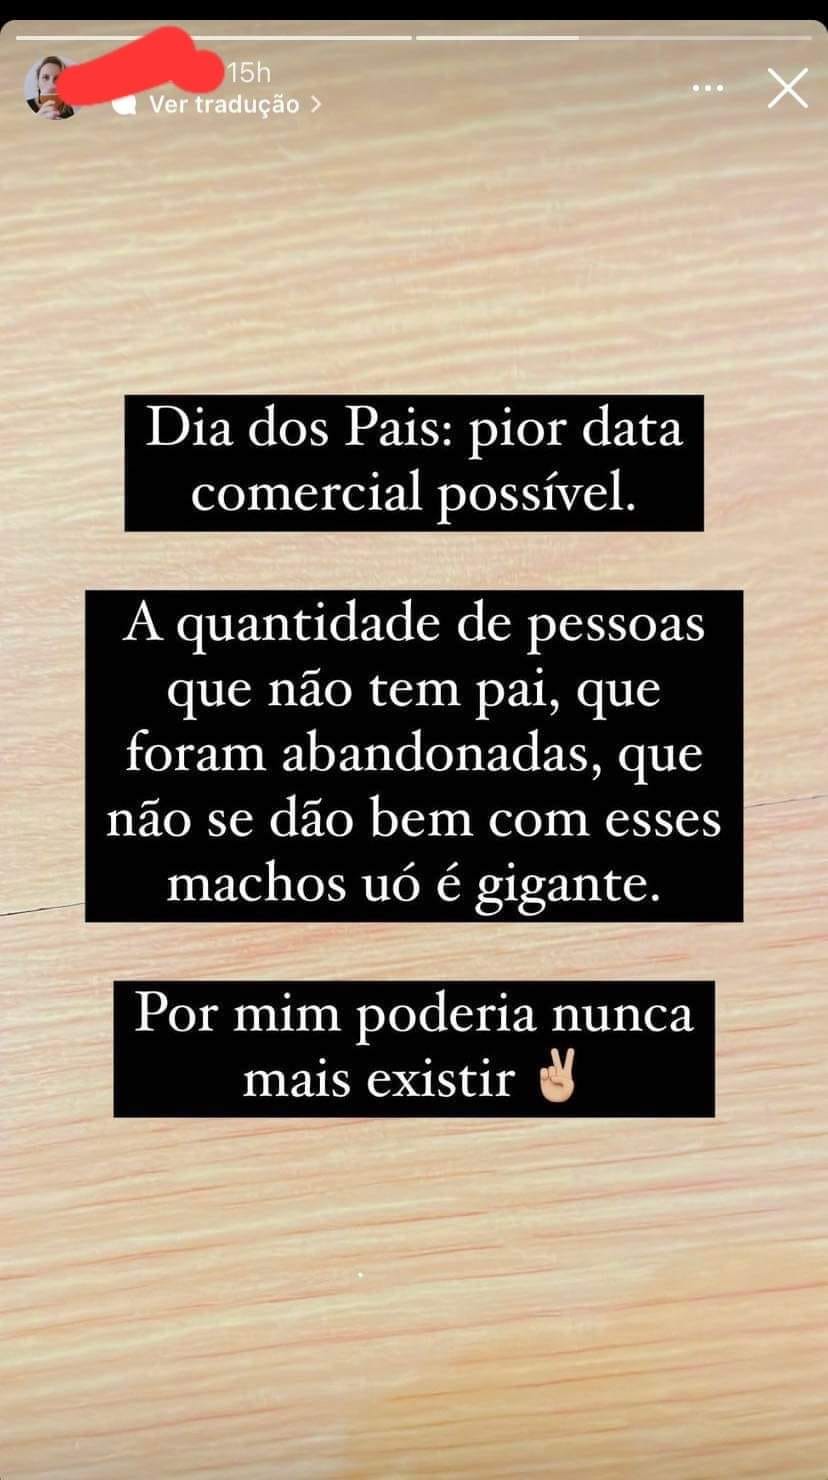 15h
Ver tradução >
Dia dos Pais: pior data
comercial possível.
A quantidade de pessoas
que não tem pai, que
foram abandonadas, que
não se dão bem com esses
machos uó é gigante.
Por mim poderia nunca
mais existir ✌🏼